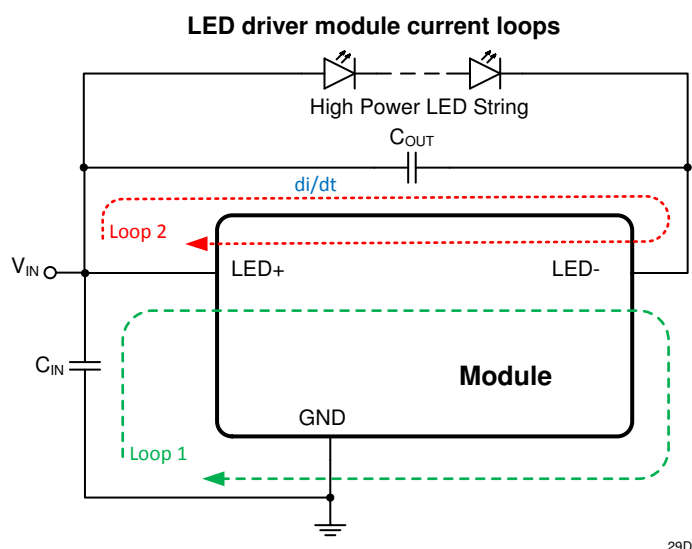 LED driver module current loops
High Power LED String
COUT
di/dt
Loop 2
VIN
LED+
LED-
CIN
Module
GND
Loop 1
29D